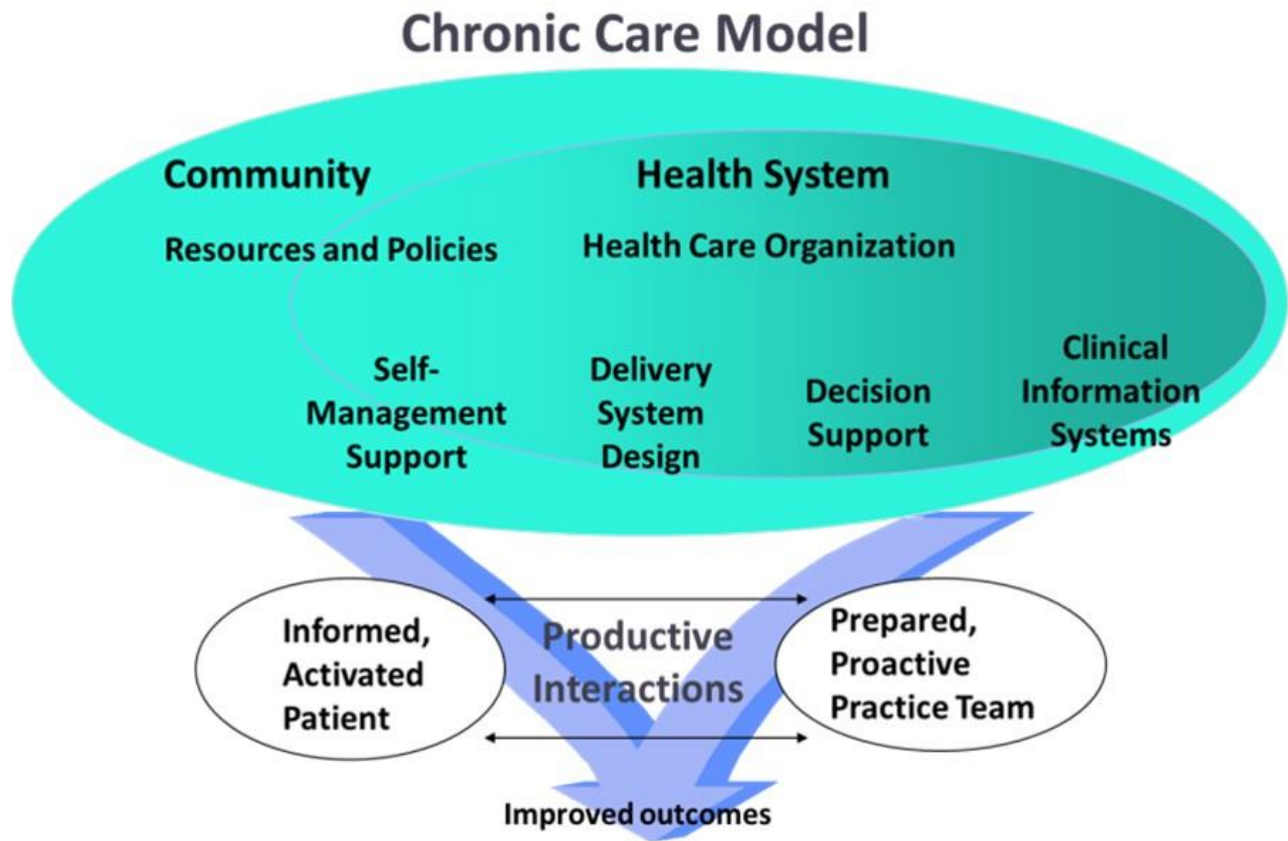 Chronic Care Model
Community
Health System
Resources and Policies
Health Care Organization
Self-
Management
Support
Delivery
System
Design
Decision
Support
Clinical
Information
Systems
Informed,
Activated
Patient
Productive
Interactions
Prepared,
Proactive
Practice Team
Improved outcomes